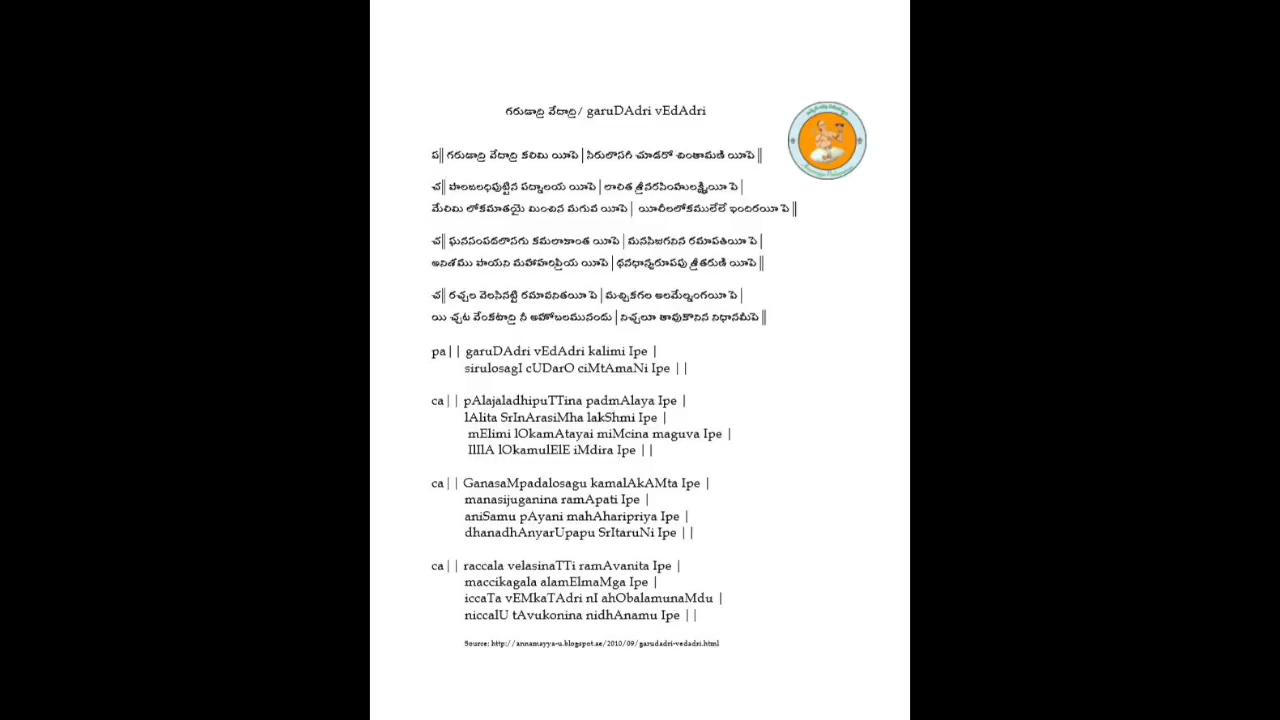 గరుడాద్రి వేదాద్రి/ garuDAdri vEdAdri
ప|| గరుడాద్రి వేదాద్రి కలిమి యీపె | సిరులొసగీ చూడరో చింతామణి యీపె ||
చ|| పాలజలధిపుట్టిన పద్మాలయ యీపె | లాలిత శ్రీనరసింహలక్ష్మియీ పె |
మేలిమి లోకమాతయై మించిన మగువ యీపె | యీలీలలోకములేలే ఇందిరయీ పె ||
చ|| ఘనసంపదలొసగు కమలాకాంత యీపె | మనసిజుగనిన రమాపతియీ పె |
అనిశము పాయని మహాహరిప్రియ యీపె | ధనధాన్యరూపపు శ్రీతరుణి యీపె ||
చ|| రచ్చల వెలసినట్టి రమావనితయీ పె | మచ్చికగల అలమేల్మంగయీ పె |
యి చ్చట వేంకటాద్రి నీ అహోబలమునందు | నిచ్చలూ తావుకొనిన నిధానమీపె ||
pa|| garuDAdri vEdAdri kalimi Ipe |
sirulosagI cUDarO ciMtAmaNi Ipe ||
ca|| pAlajaladhipuTTina padmAlaya Ipe |
lAlita SrInArasiMha lakShmi Ipe |
mElimi lOkamAtayai miMcina maguva Ipe |
IlIlA lOkamulElE iMdira Ipe ||
ca|| GanasaMpadalosagu kamalAkAMta Ipe |
manasijuganina ramApati Ipe |
aniSamu pAyani mahAharipriya Ipe |
dhanadhAnyarUpapu SrItaruNi Ipe ||
ca|| raccala velasinaTTi ramAvanita Ipe |
maccikagala alamElmaMga Ipe |
iccaTa vEMkaTAdri nI ahObalamunaMdu |
niccalU tAvukonina nidhAnamu Ipe ||
Source: http://annamayya-u.blogspot.se/2010/09/garudadri-vedadri.html